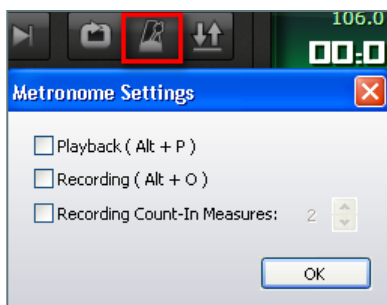 106.0
00:0
Metronome Settings
Playback ( Alt + P )
Recording ( Alt + O )
Recording Count-In Measures: 2
OK